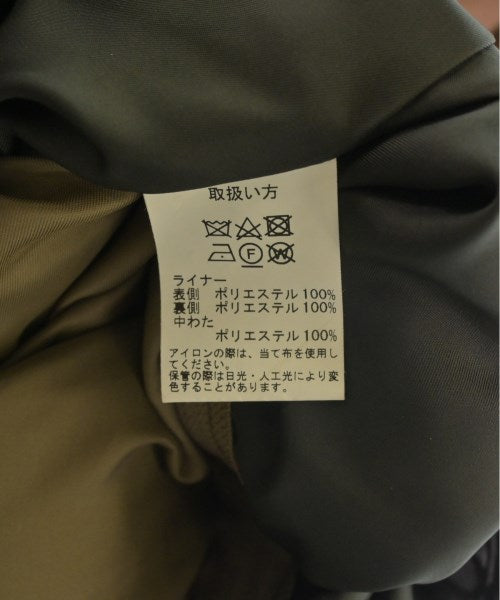 取扱い方
F W
ライナー
表側 ポリエステル100%
裏側 ポリエステル100%
中わた
ポリエステル100%
アイロンの際は、当て布を使用し
てください。
保管の際は日光・人工光により変
色することがあります。